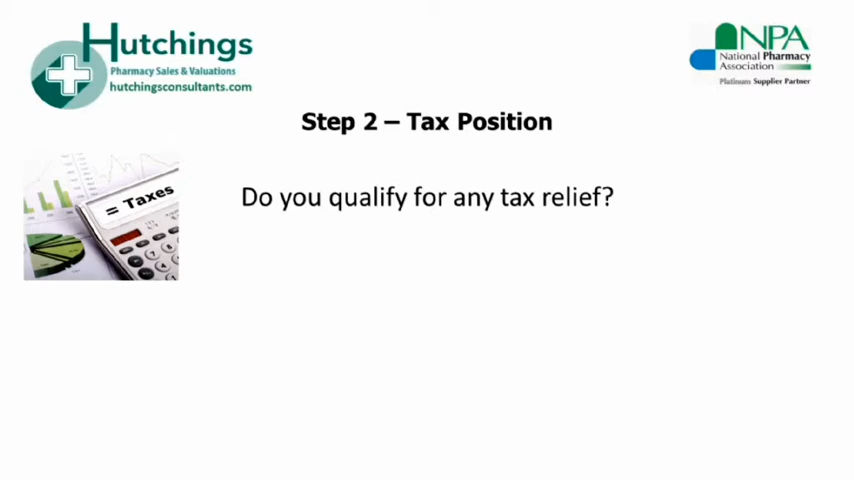 Hutchings
Pharmacy Sales & Valuations
hutchingsconsultants.com
NPA
National Pharmacy
Association
Platinum Supplier Partner
Step 2 – Tax Position
= Taxes
Do you qualify for any tax relief?